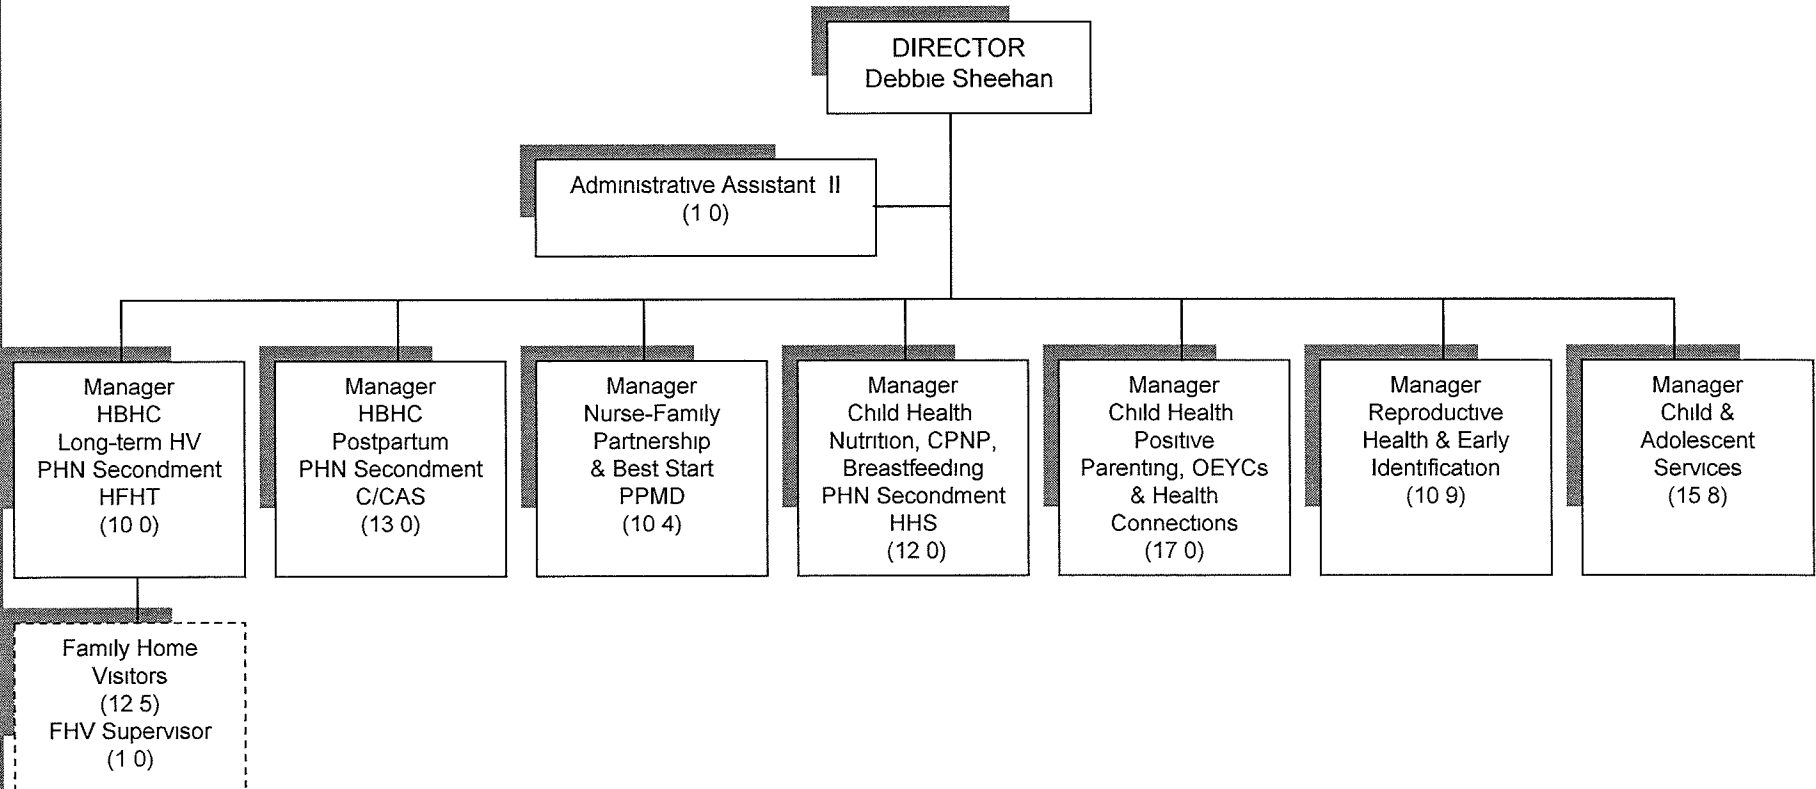 DIRECTOR
Debbie Sheehan
Administrative Assistant II
(1 0)
Manager
HBHC
Long-term HV
PHN Secondment
HFHT
(10 0)
Manager
HBHC
Postpartum
PHN Secondment
C/CAS
(13 0)
Manager
Nurse-Family
Partnership
& Best Start
PPMD
(10 4)
Manager
Child Health
Nutrition, CPNP,
Breastfeeding
PHN Secondment
HHS
(12 0)
Manager
Child Health
Positive
Parenting, OEYCs
& Health
Connections
(17 0)
Manager
Reproductive
Health & Early
Identification
(10 9)
Manager
Child &
Adolescent
Services
(15 8)
Family Home
Visitors
(12 5)
FHV Supervisor
(1 0)